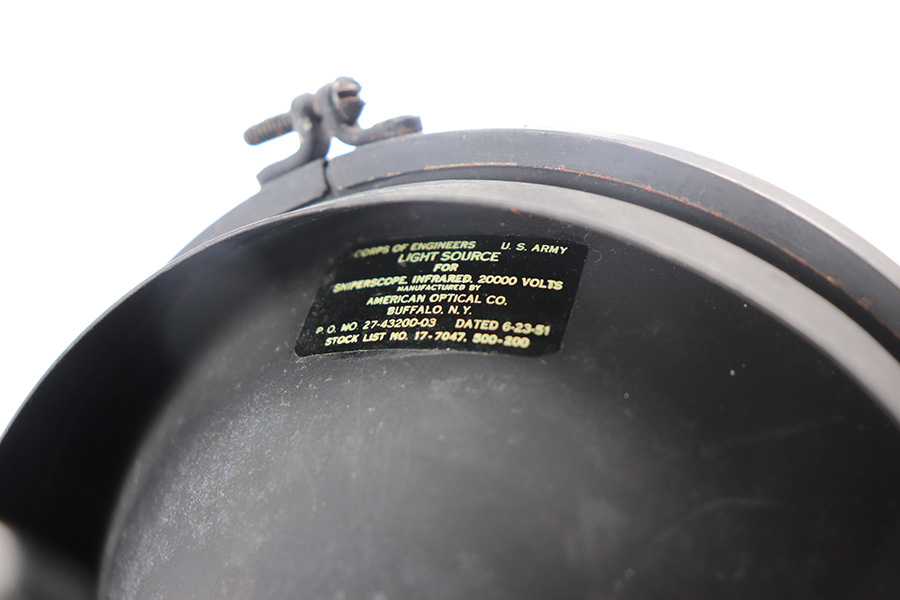 CORPS OF ENGINEERS U.S. ARMY
LIGHT SOURCE
FOR
SNIPERSCOPE, INFRARED, 20000 VOLTS
MANUFACTURED BY
AMERICAN OPTICAL CO.
BUFFALO, N.Y.
P.O. NO. 27-43200-03 DATED 6-23-51
STOCK LIST NO. 17-7047. 500-200